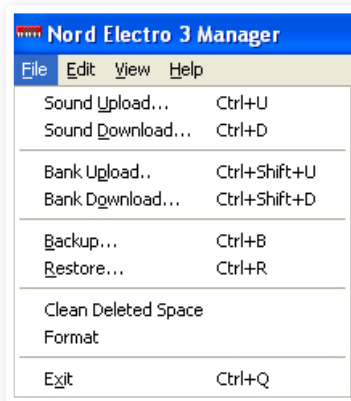 Nord Electro 3 Manager
File Edit View Help
Sound Upload... Ctrl+U
Sound Download... Ctrl+D
Bank Upload.. Ctrl+Shift+U
Bank Download... Ctrl+Shift+D
Backup... Ctrl+B
Restore... Ctrl+R
Clean Deleted Space
Format
Exit Ctrl+Q